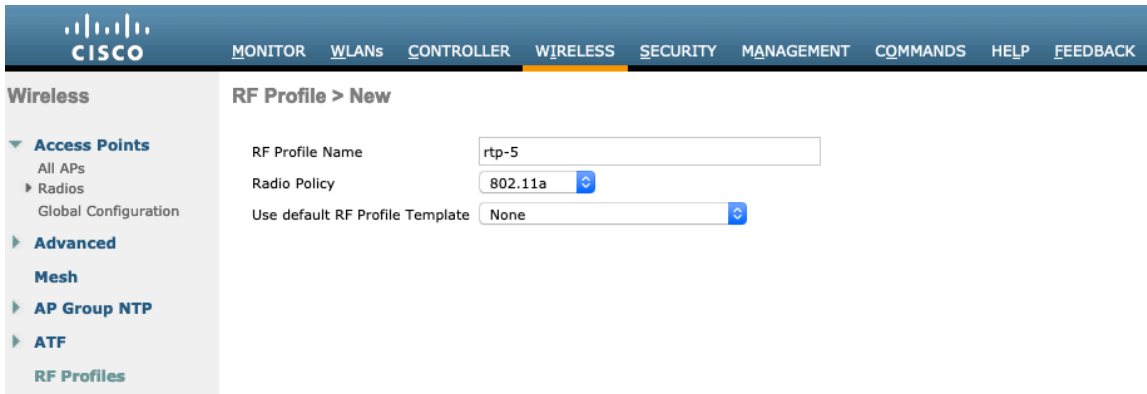 CISCO
MONITOR WLANs CONTROLLER WIRELESS SECURITY MANAGEMENT COMMANDS HELP FEEDBACK
Wireless
Access Points
All APs
Radios
Global Configuration
Advanced
Mesh
AP Group NTP
ATF
RF Profiles
RF Profile > New
RF Profile Name rtp-5
Radio Policy 802.11a
Use default RF Profile Template None